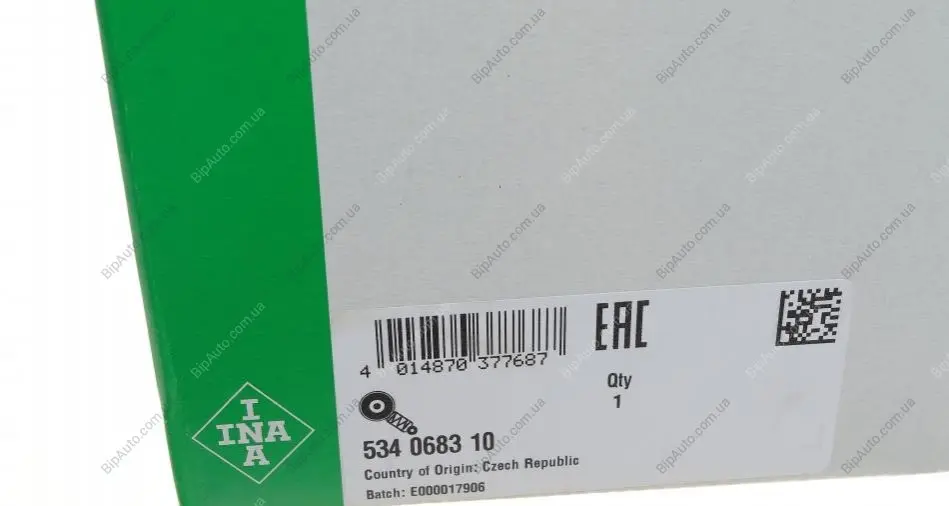 BipAuto.com.ua
I
INA
A
4 014870 377687
EAC
Qty
1
534 0683 10
Country of Origin: Czech Republic
Batch: E000017906